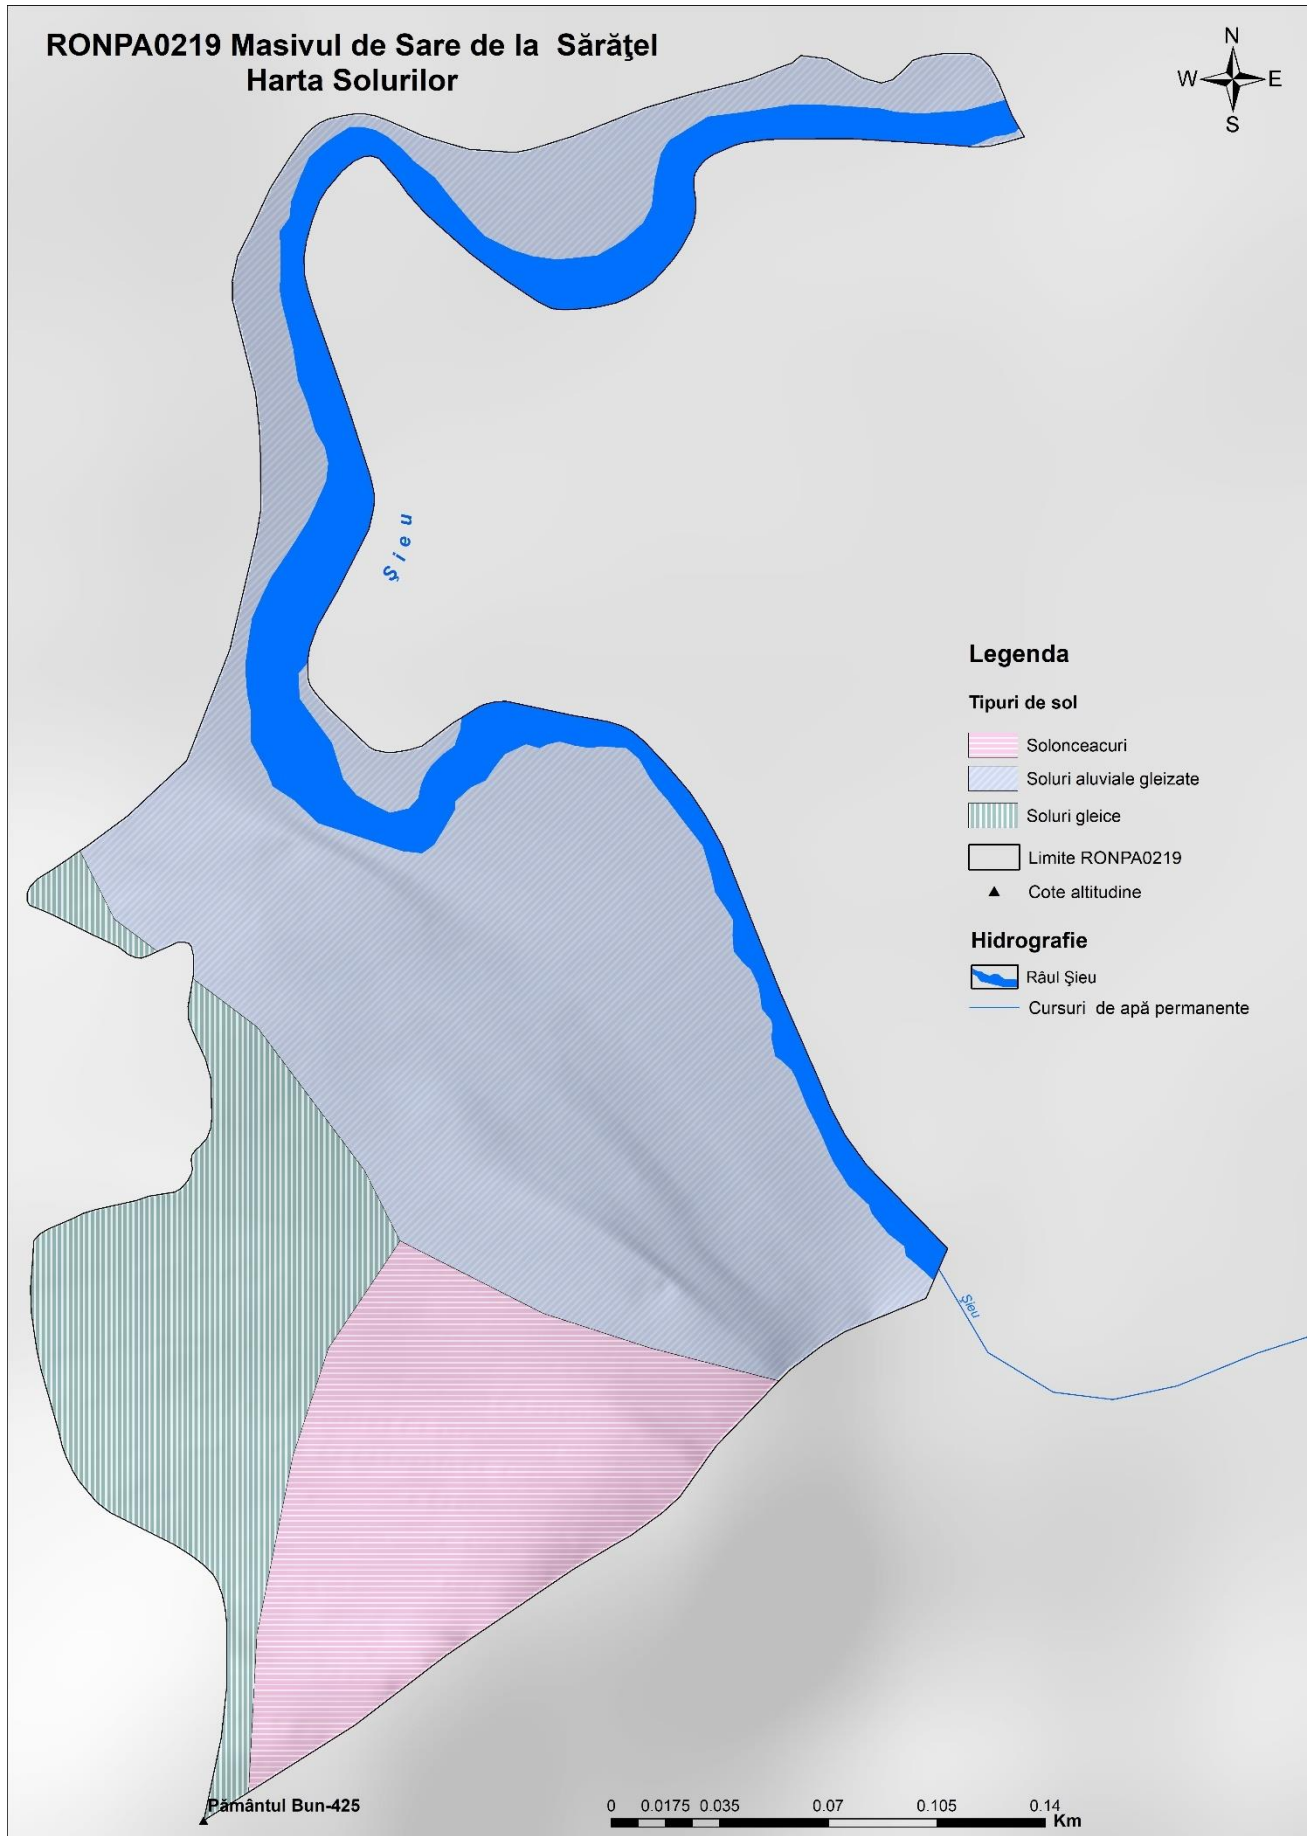 RONPA0219 Masivul de Sare de la  Sărăţel
Harta Solurilor
N
W
E
S
Şieu
Legenda
Tipuri de sol
Solonceacuri
Soluri aluviale gleizate
Soluri gleice
Limite RONPA0219
Cote altitudine
Hidrografie
Râul Şieu
Cursuri  de apă permanente
Şieu
Pământul Bun-425
0 0.0175 0.035 0.07 0.105 0.14
Km